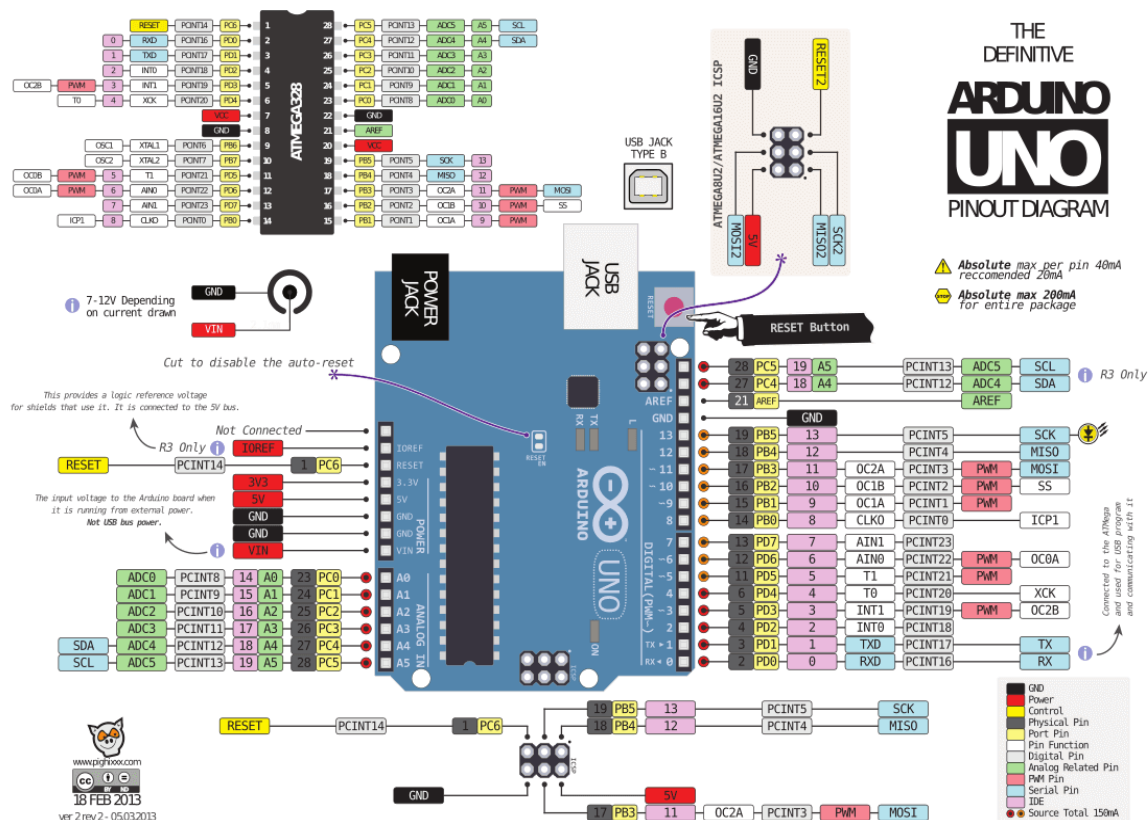 THE
DEFINITIVE
ARDUINO
UNO
PINOUT DIAGRAM
Absolute max per pin 40mA
reccomended 20mA
STOP
Absolute max 200mA
for entire package
ATMEGA328
RESET PCINT14 PC6 1
0 RXD PCINT16 PD0 2
1 TXD PCINT17 PD1 3
2 INT0 PCINT18 PD2 4
OC2B PWM 3 INT1 PCINT19 PD3 5
T0 4 XCK PCINT20 PD4 6
VCC 7
GND 8
OSC1 XTAL1 PCINT6 PB6 9
OSC2 XTAL2 PCINT7 PB7 10
OC0B PWM 5 T1 PCINT21 PD5 11
OC0A PWM 6 AIN0 PCINT22 PD6 12
7 AIN1 PCINT23 PD7 13
ICP1 8 CLKO PCINT0 PB0 14
28 PC5 PCINT13 ADC5 A5 SCL
27 PC4 PCINT12 ADC4 A4 SDA
26 PC3 PCINT11 ADC3 A3
25 PC2 PCINT10 ADC2 A2
24 PC1 PCINT9 ADC1 A1
23 PC0 PCINT8 ADC0 A0
22 GND
21 AREF
20 VCC
19 PB5 PCINT5 SCK 13
18 PB4 PCINT4 MISO 12
17 PB3 PCINT3 OC2A 11 PWM MOSI
16 PB2 PCINT2 OC1B 10 PWM SS
15 PB1 PCINT1 OC1A 9 PWM
USB JACK
TYPE B
ATMEGA8U2/ATMEGA16U2 ICSP
GND
RESET2
MOSI2
5V
MISO2
SCK2
7-12V Depending
on current drawn
GND
VIN
POWER
JACK
USB
JACK
RESET
RESET Button
Cut to disable the auto-reset
This provides a logic reference voltage
for shields that use it. It is connected to the 5V bus.
Not Connected
R3 Only IOREF
RESET PCINT14 1 PC6
3V3
5V
GND
GND
VIN
The input voltage to the Arduino board when
it is running from external power.
Not USB bus power.
ADC0 PCINT8 14 A0 23 PC0
ADC1 PCINT9 15 A1 24 PC1
ADC2 PCINT10 16 A2 25 PC2
ADC3 PCINT11 17 A3 26 PC3
SDA ADC4 PCINT12 18 A4 27 PC4
SCL ADC5 PCINT13 19 A5 28 PC5
IOREF
RESET
3.3V
5V
GND
GND
VIN
POWER
A0
A1
A2
A3
A4
A5
ANALOG IN
RX
TX
L
RESET
EN
ARDUINO
UNO
ON
ICSP
DIGITAL (PWM~)
AREF
GND
13
12
~11
~10
~9
8
7
~6
~5
4
~3
2
TX▸1
RX◂0
28 PC5 19 A5 PCINT13 ADC5 SCL
27 PC4 18 A4 PCINT12 ADC4 SDA
R3 Only
21 AREF AREF
GND
19 PB5 13 PCINT5 SCK
18 PB4 12 PCINT4 MISO
17 PB3 11 OC2A PCINT3 PWM MOSI
16 PB2 10 OC1B PCINT2 PWM SS
15 PB1 9 OC1A PCINT1 PWM
14 PB0 8 CLKO PCINT0 ICP1
13 PD7 7 AIN1 PCINT23
12 PD6 6 AIN0 PCINT22 PWM OC0A
11 PD5 5 T1 PCINT21 PWM
6 PD4 4 T0 PCINT20 XCK
5 PD3 3 INT1 PCINT19 PWM OC2B
4 PD2 2 INT0 PCINT18
3 PD1 1 TXD PCINT17 TX
2 PD0 0 RXD PCINT16 RX
Connected to the ATMega
and used for USB program
and communicating with it
RESET PCINT14 1 PC6
19 PB5 13 PCINT5 SCK
18 PB4 12 PCINT4 MISO
ICSP
GND
5V
17 PB3 11 OC2A PCINT3 PWM MOSI
GND
Power
Control
Physical Pin
Port Pin
Pin Function
Digital Pin
Analog Related Pin
PWM Pin
Serial Pin
IDE
Source Total 150mA
www.pighixxx.com
cc
BY ND
18 FEB 2013
ver 2 rev 2 - 05.03.2013